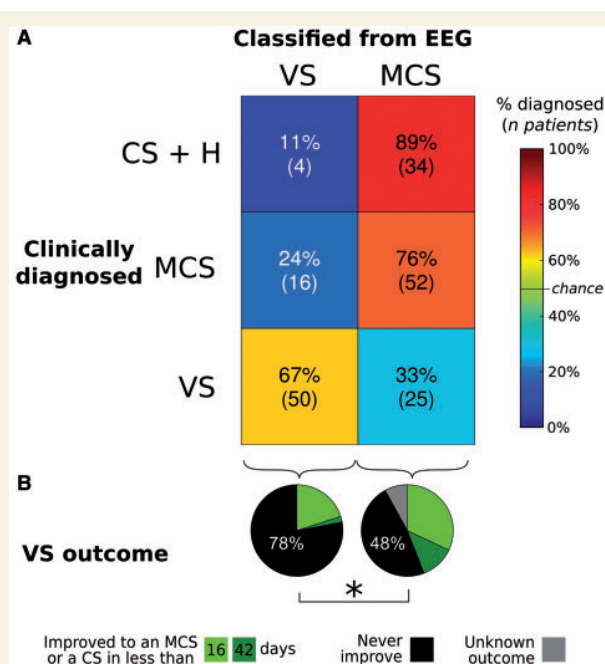 A
Classified from EEG
VS MCS
% diagnosed
(n patients)
CS + H
11%
(4)
89%
(34)
Clinically
diagnosed
MCS
24%
(16)
76%
(52)
VS
67%
(50)
33%
(25)
100%
80%
60%
chance
40%
20%
0%
B
VS outcome
78%
48%
*
Improved to an MCS
or a CS in less than
16 42 days
Never
improve
Unknown
outcome